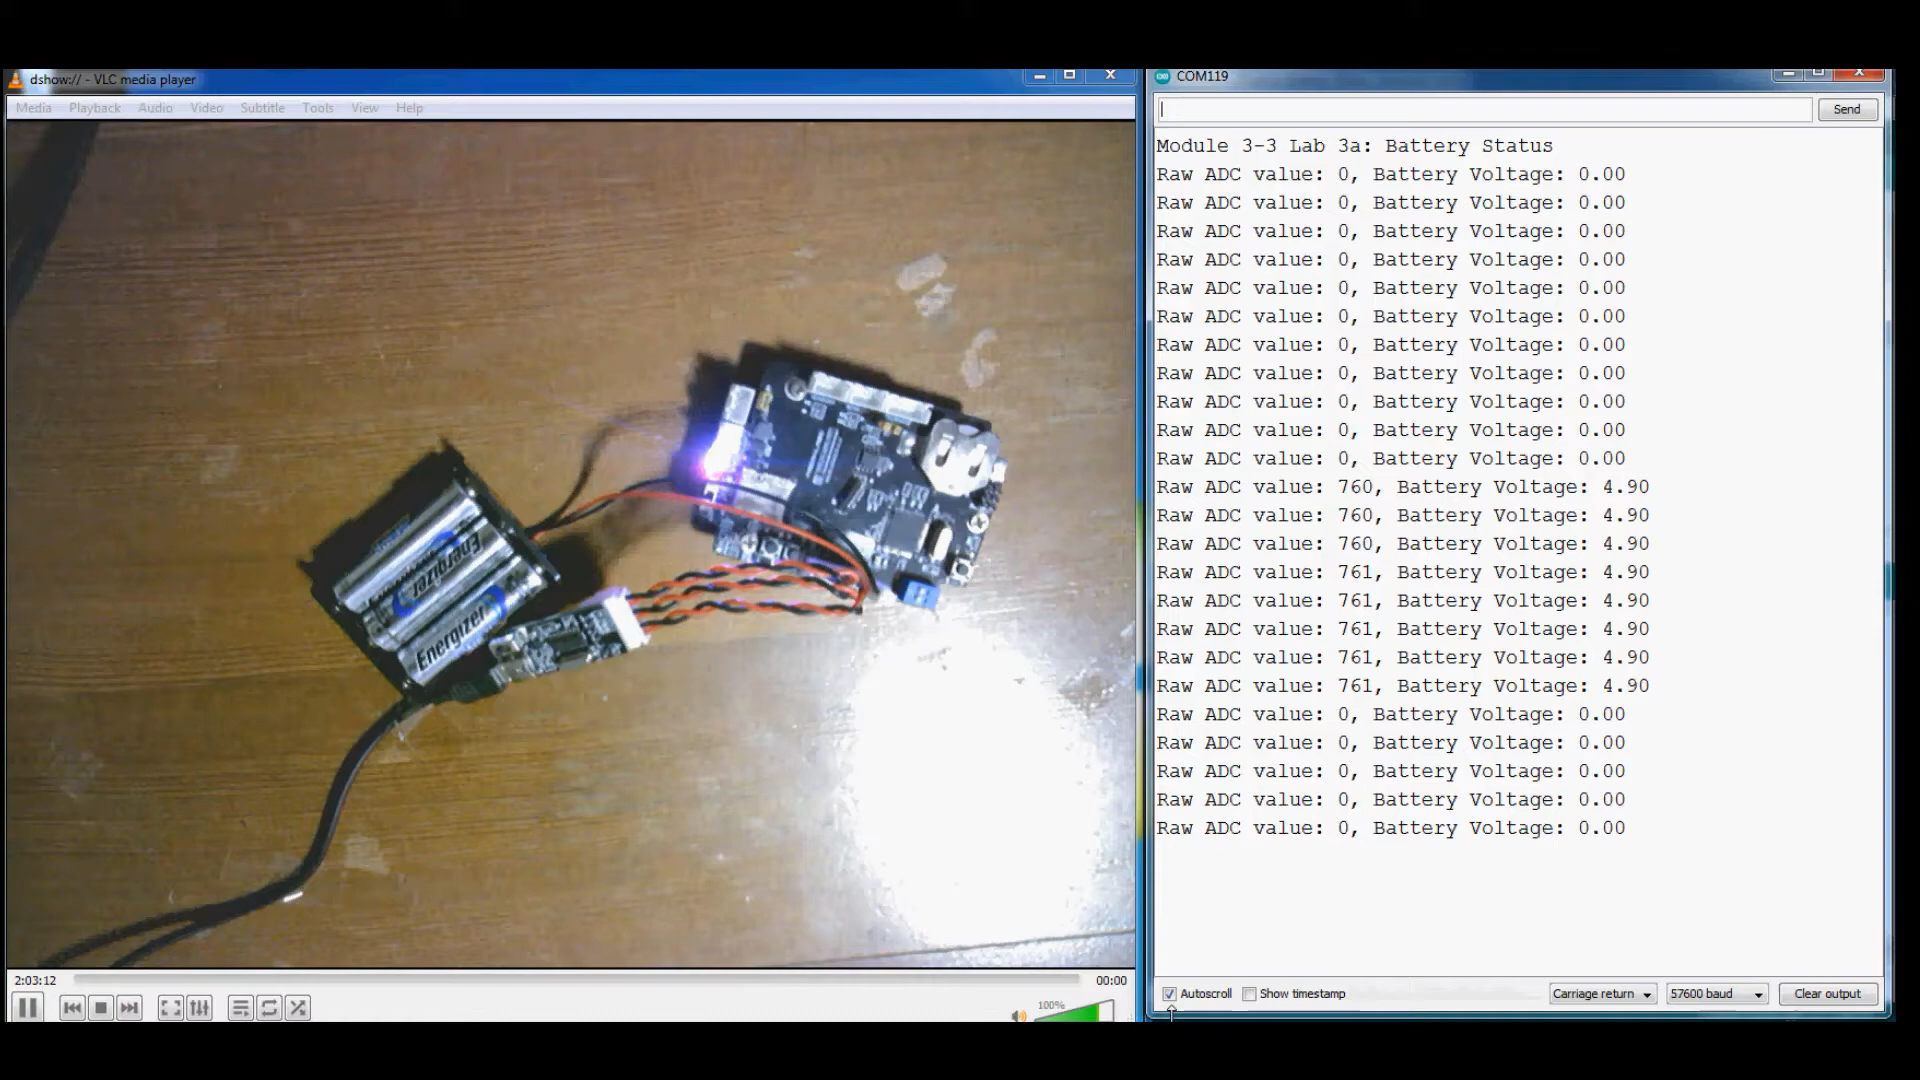 dshow:// - VLC media player
Media Playback Audio Video Subtitle Tools View Help
Energizer
Energizer
Energizer
2:03:12
00:00
100%
COM119
Send
Module 3-3 Lab 3a: Battery Status
Raw ADC value: 0, Battery Voltage: 0.00
Raw ADC value: 0, Battery Voltage: 0.00
Raw ADC value: 0, Battery Voltage: 0.00
Raw ADC value: 0, Battery Voltage: 0.00
Raw ADC value: 0, Battery Voltage: 0.00
Raw ADC value: 0, Battery Voltage: 0.00
Raw ADC value: 0, Battery Voltage: 0.00
Raw ADC value: 0, Battery Voltage: 0.00
Raw ADC value: 0, Battery Voltage: 0.00
Raw ADC value: 0, Battery Voltage: 0.00
Raw ADC value: 0, Battery Voltage: 0.00
Raw ADC value: 760, Battery Voltage: 4.90
Raw ADC value: 760, Battery Voltage: 4.90
Raw ADC value: 760, Battery Voltage: 4.90
Raw ADC value: 761, Battery Voltage: 4.90
Raw ADC value: 761, Battery Voltage: 4.90
Raw ADC value: 761, Battery Voltage: 4.90
Raw ADC value: 761, Battery Voltage: 4.90
Raw ADC value: 761, Battery Voltage: 4.90
Raw ADC value: 0, Battery Voltage: 0.00
Raw ADC value: 0, Battery Voltage: 0.00
Raw ADC value: 0, Battery Voltage: 0.00
Raw ADC value: 0, Battery Voltage: 0.00
Raw ADC value: 0, Battery Voltage: 0.00
Autoscroll Show timestamp Carriage return 57600 baud Clear output